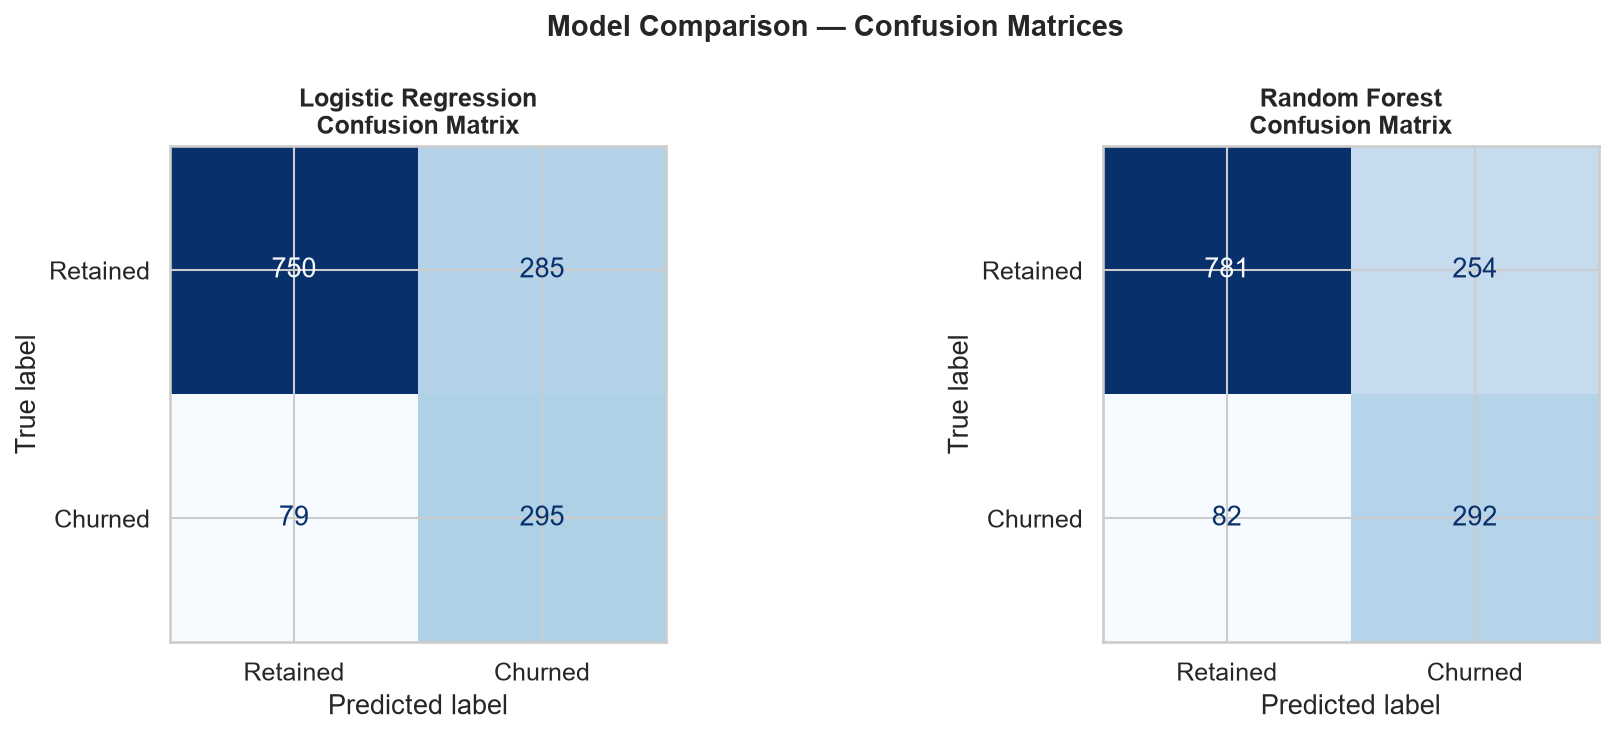 Model Comparison — Confusion Matrices
Logistic Regression
Confusion Matrix
Retained
750
285
Churned
79
295
True label
Retained
Churned
Predicted label
Random Forest
Confusion Matrix
Retained
781
254
Churned
82
292
True label
Retained
Churned
Predicted label